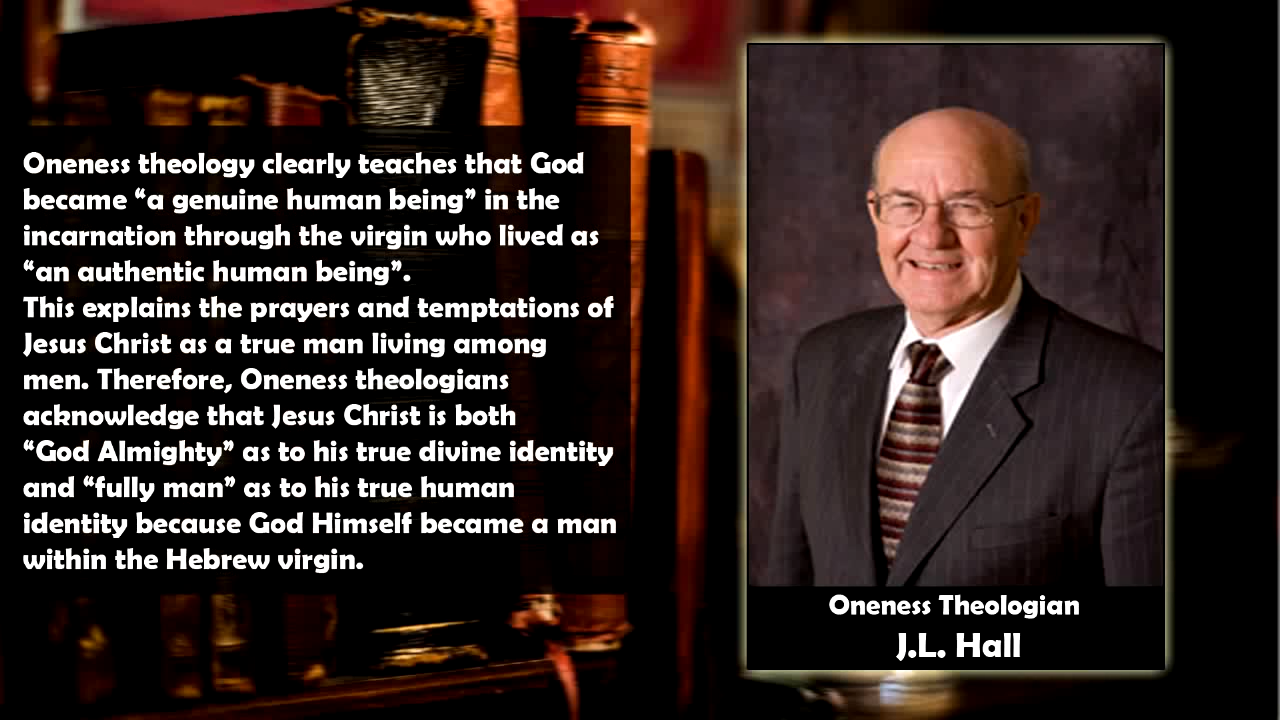 Oneness theology clearly teaches that God
became “a genuine human being” in the
incarnation through the virgin who lived as
“an authentic human being”.
This explains the prayers and temptations of
Jesus Christ as a true man living among
men. Therefore, Oneness theologians
acknowledge that Jesus Christ is both
“God Almighty” as to his true divine identity
and “fully man” as to his true human
identity because God Himself became a man
within the Hebrew virgin.
Oneness Theologian
J.L. Hall